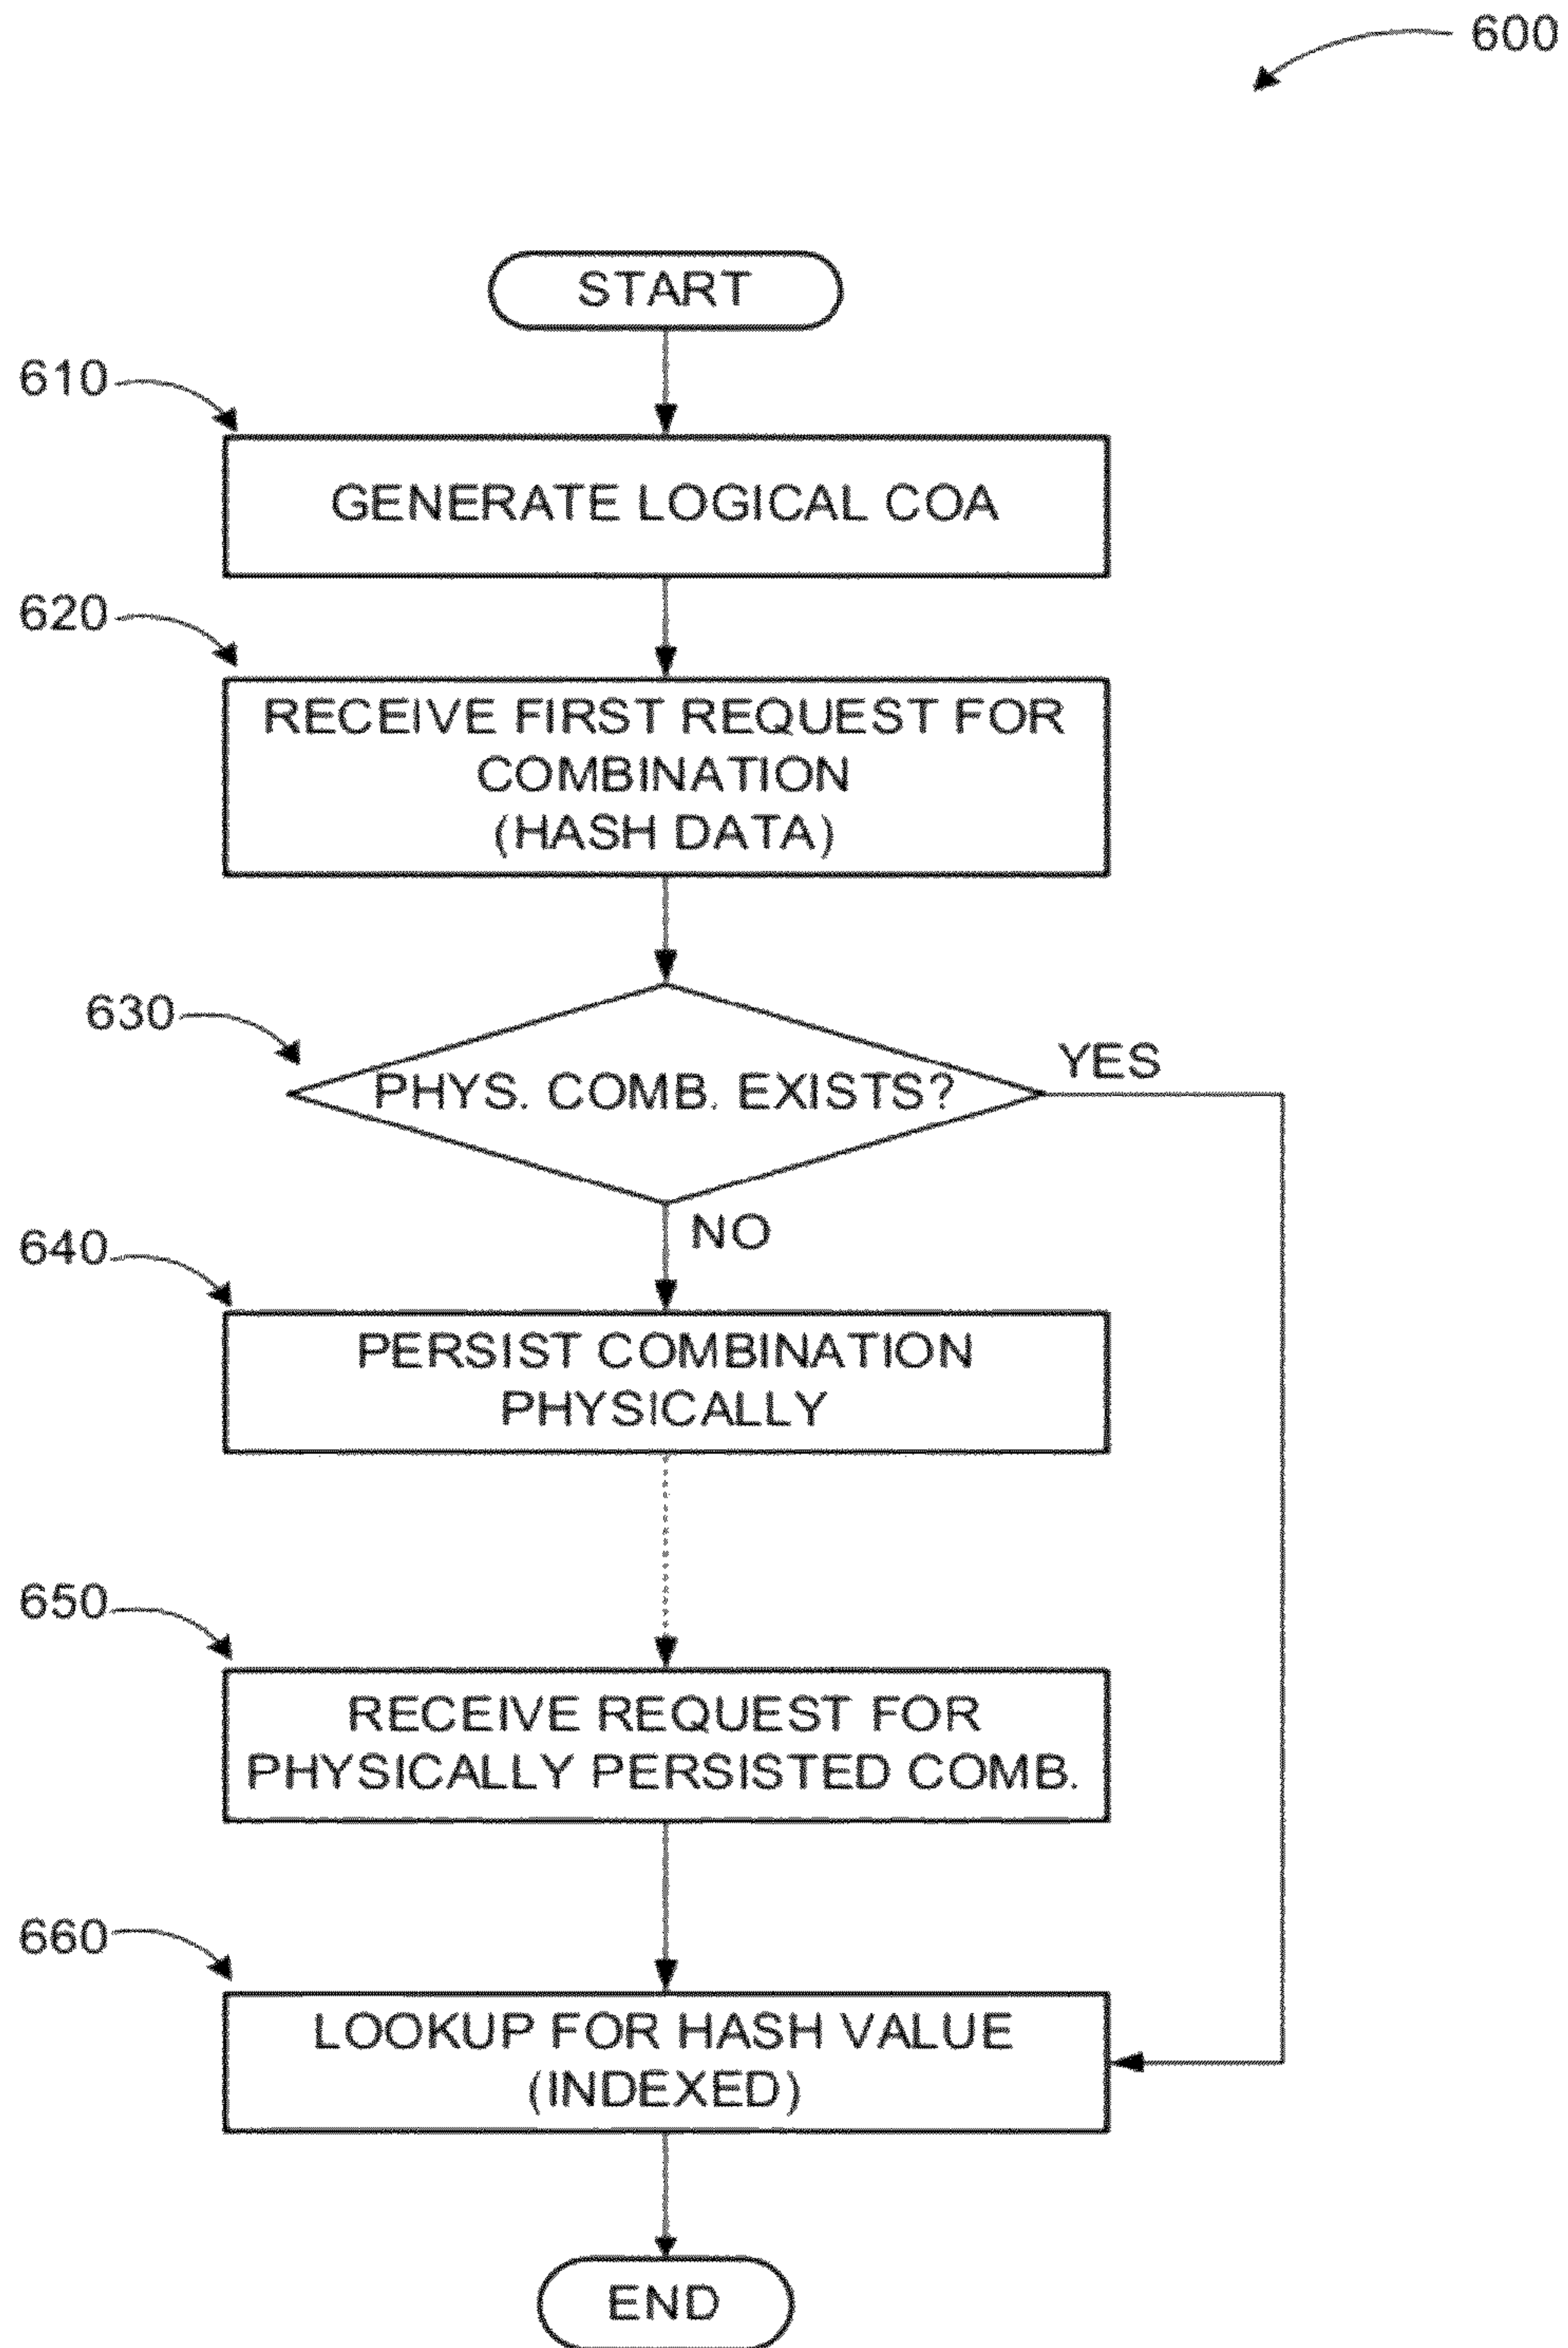 600
START
610
GENERATE LOGICAL COA
620
RECEIVE FIRST REQUEST FOR
COMBINATION
(HASH DATA)
630
PHYS. COMB. EXISTS?
YES
NO
640
PERSIST COMBINATION
PHYSICALLY
650
RECEIVE REQUEST FOR
PHYSICALLY PERSISTED COMB.
660
LOOKUP FOR HASH VALUE
(INDEXED)
END